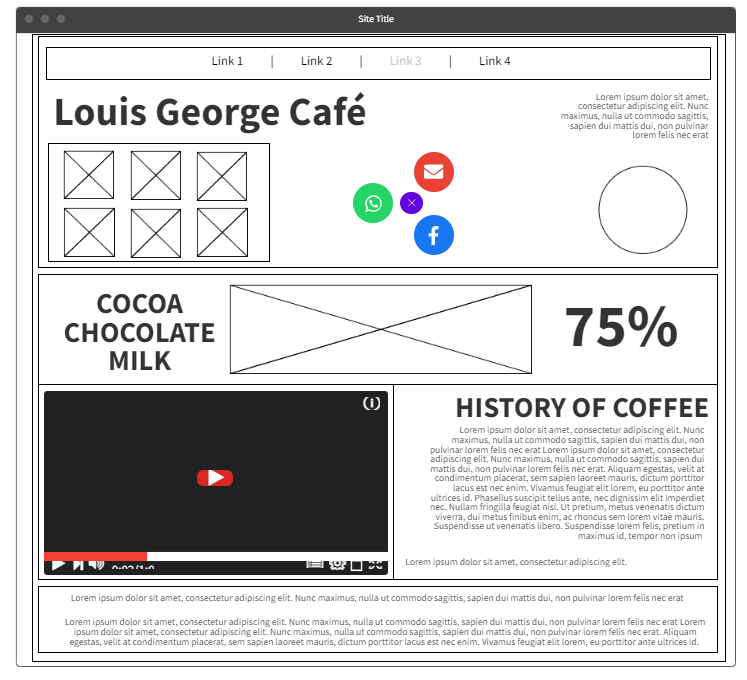 Site Title
Link 1 | Link 2 | Link 3 | Link 4
Louis George Café
Lorem ipsum dolor sit amet,
consectetur adipiscing elit. Nunc
maximus, nulla ut commodo sagittis,
sapien dui mattis dui, non pulvinar
lorem felis nec erat
COCOA
CHOCOLATE
MILK
75%
HISTORY OF COFFEE
Lorem ipsum dolor sit amet, consectetur adipiscing elit. Nunc
maximus, nulla ut commodo sagittis, sapien dui mattis dui, non
pulvinar lorem felis nec erat Lorem ipsum dolor sit amet, consectetur
adipiscing elit. Nunc maximus, nulla ut commodo sagittis, sapien dui
mattis dui, non pulvinar lorem felis nec erat. Aliquam egestas, velit at
condimentum placerat, sem sapien laoreet mauris, dictum porttitor
lacus est nec enim. Vivamus feugiat elit lorem, eu porttitor ante
ultrices id. Phasellus suscipit tellus ante, nec dignissim elit imperdiet
nec. Nullam fringilla feugiat nisl. Ut pretium, metus venenatis dictum
viverra, dui metus finibus enim, ac rhoncus sem lorem vitae mauris.
Suspendisse ut venenatis libero. Suspendisse lorem felis, pretium in
maximus id, tempor non ipsum
Lorem ipsum dolor sit amet, consectetur adipiscing elit.
Lorem ipsum dolor sit amet, consectetur adipiscing elit. Nunc maximus, nulla ut commodo sagittis, sapien dui mattis dui, non pulvinar lorem felis nec erat
Lorem ipsum dolor sit amet, consectetur adipiscing elit. Nunc maximus, nulla ut commodo sagittis, sapien dui mattis dui, non pulvinar lorem felis nec erat Lorem
ipsum dolor sit amet, consectetur adipiscing elit. Nunc maximus, nulla ut commodo sagittis, sapien dui mattis dui, non pulvinar lorem felis nec erat. Aliquam
egestas, velit at condimentum placerat, sem sapien laoreet mauris, dictum porttitor lacus est nec enim. Vivamus feugiat elit lorem, eu porttitor ante ultrices id.